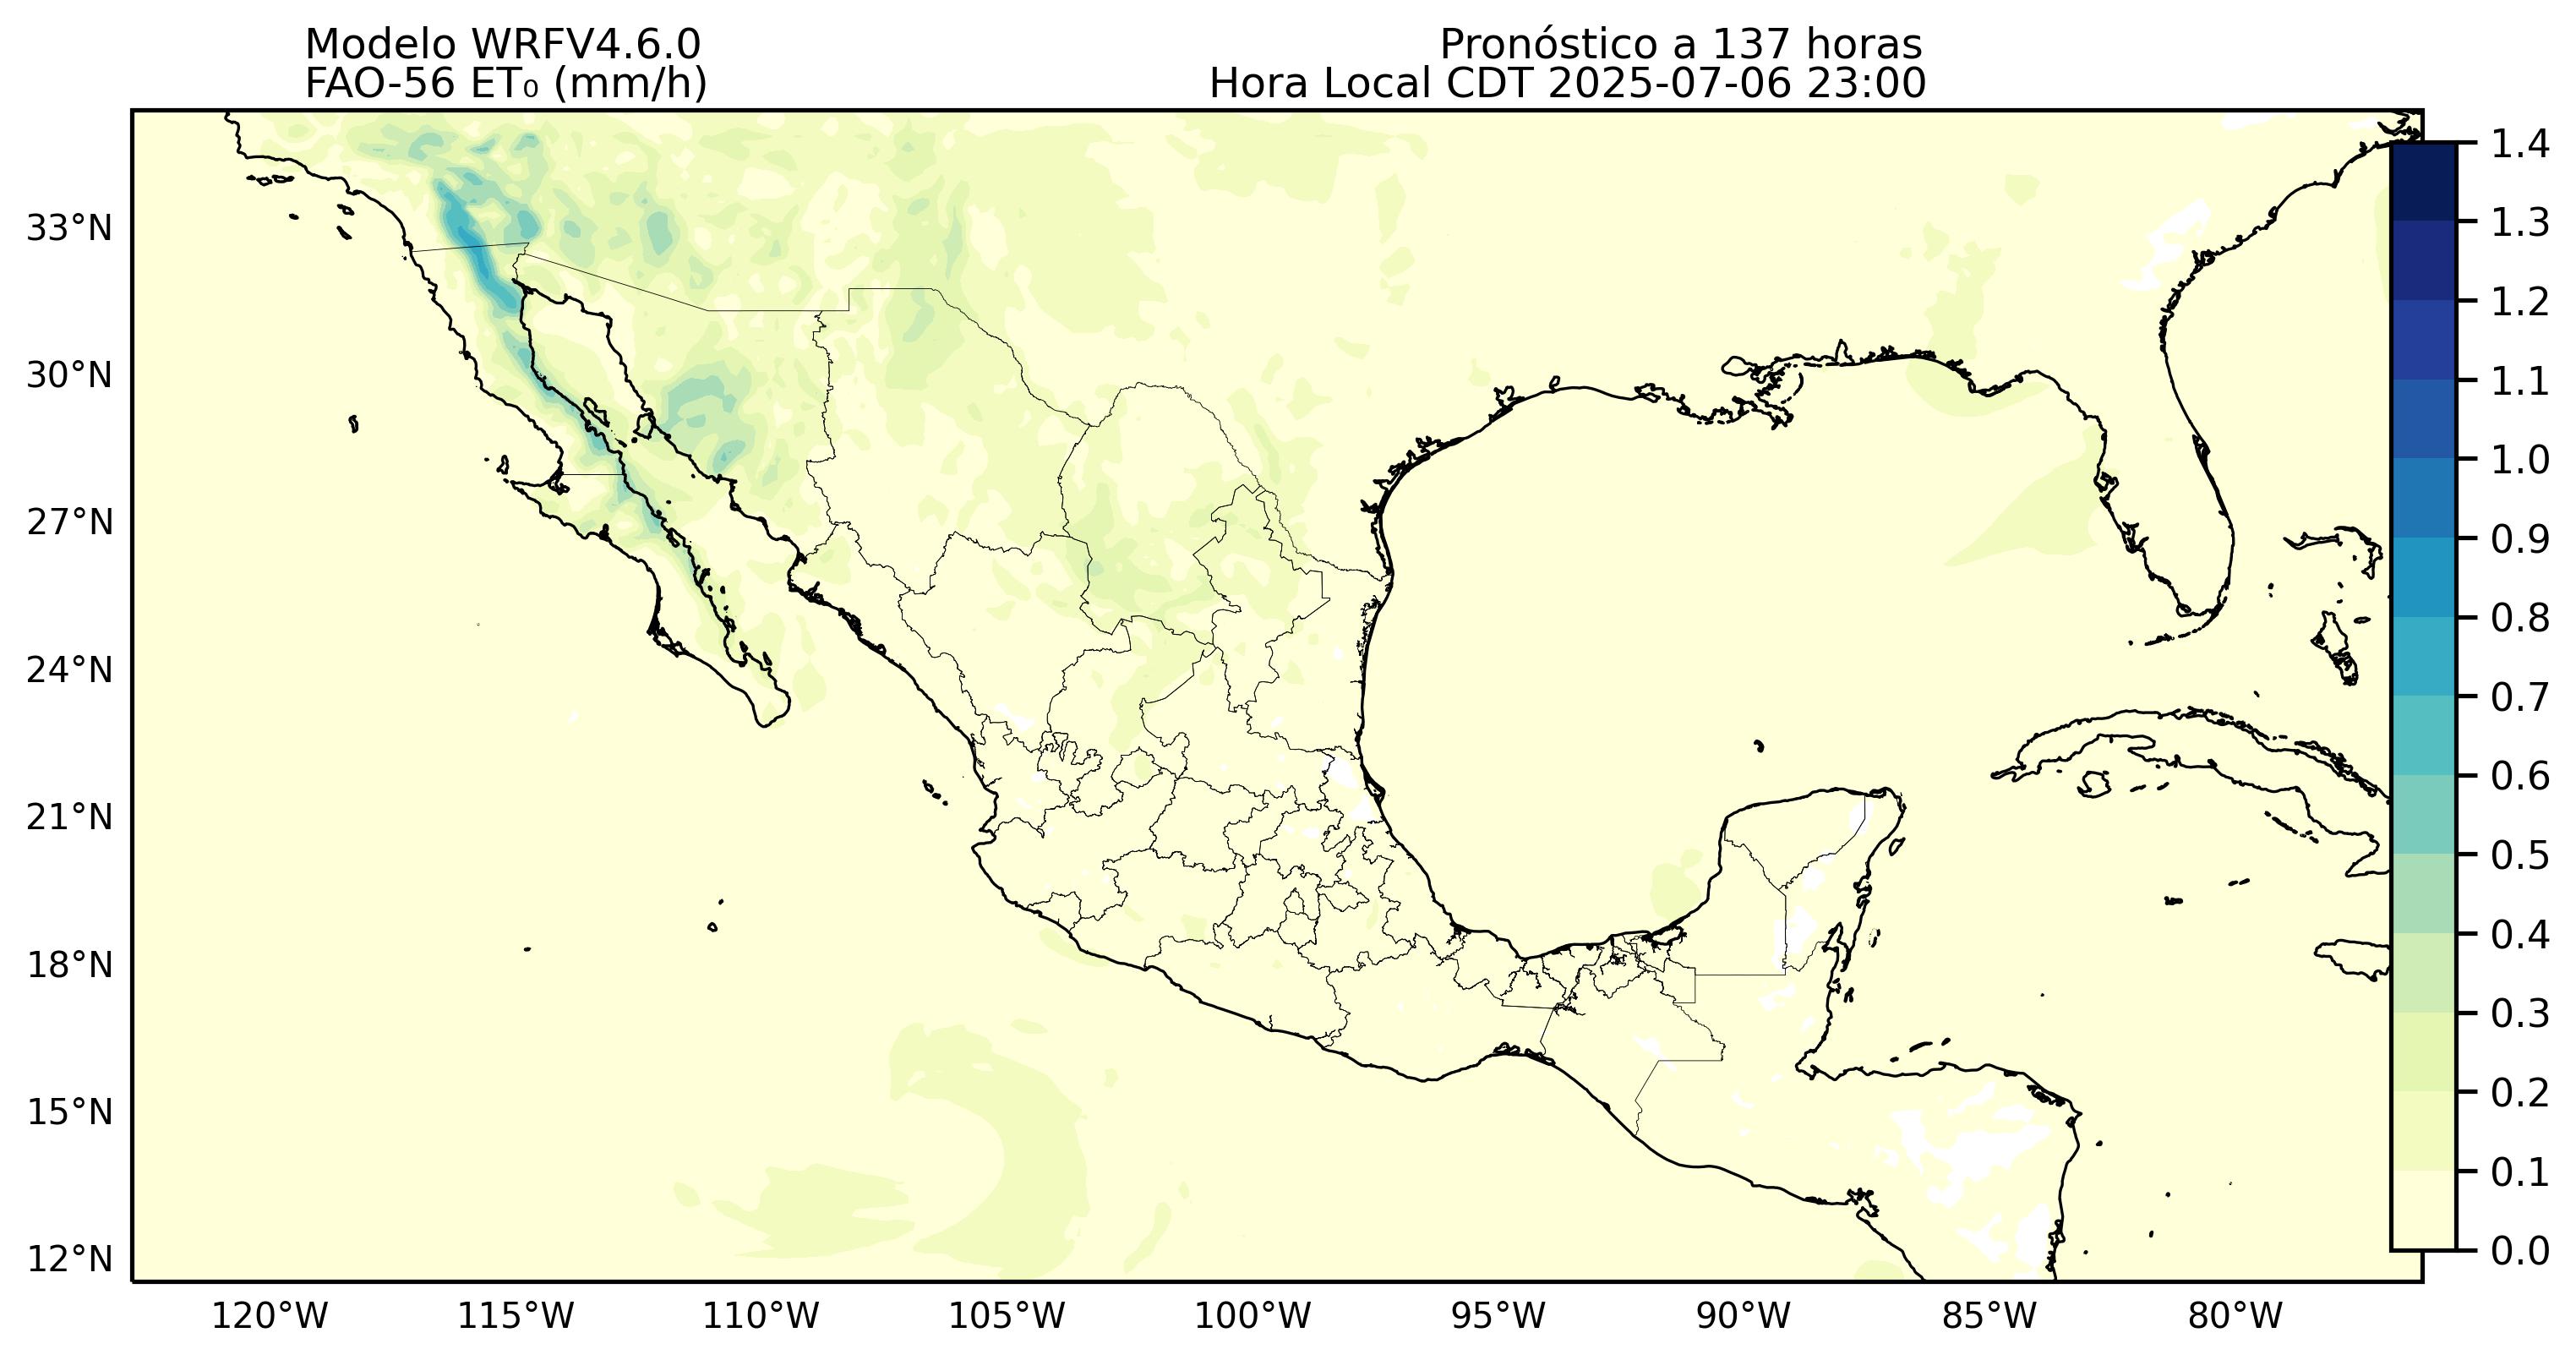 Modelo WRFV4.6.0
FAO-56 ET₀ (mm/h)
Pronóstico a 137 horas
Hora Local CDT 2025-07-06 23:00
33°N
30°N
27°N
24°N
21°N
18°N
15°N
12°N
120°W
115°W
110°W
105°W
100°W
95°W
90°W
85°W
80°W
1.4
1.3
1.2
1.1
1.0
0.9
0.8
0.7
0.6
0.5
0.4
0.3
0.2
0.1
0.0